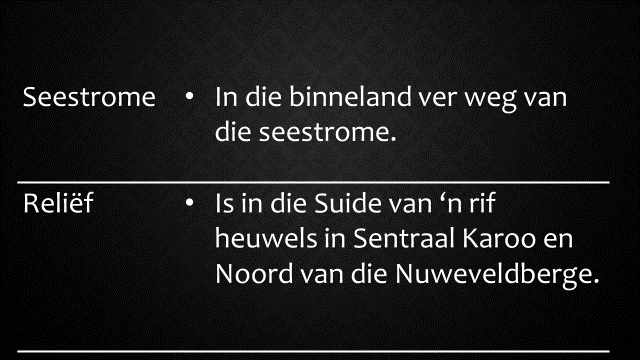 Seestrome • In die binneland ver weg van
die seestrome.
Reliëf • Is in die Suide van ‘n rif
heuwels in Sentraal Karoo en
Noord van die Nuweveldberge.